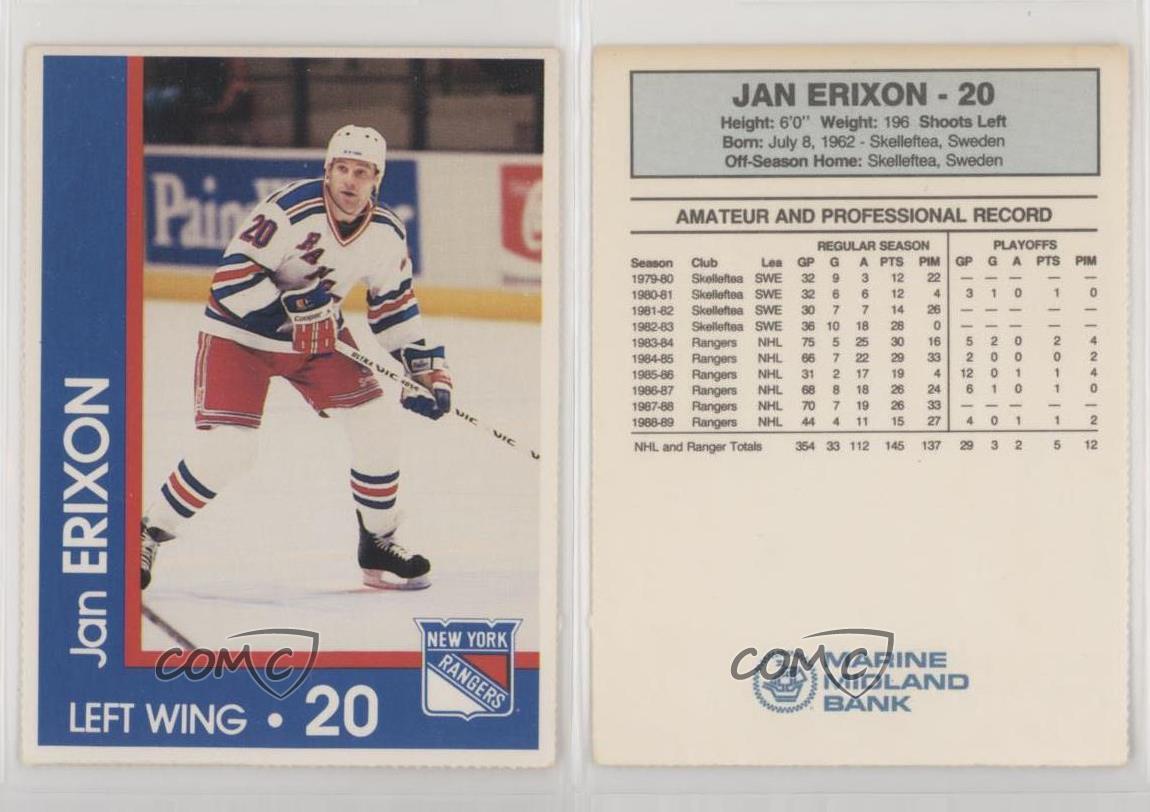 Jan ERIXON
LEFT WING • 20
NEW YORK
RANGERS
20
Cooper
ULTRA VIC
VIC
VIC
COMC
JAN ERIXON - 20
Height: 6'0" Weight: 196 Shoots Left
Born: July 8, 1962 - Skelleftea, Sweden
Off-Season Home: Skelleftea, Sweden
AMATEUR AND PROFESSIONAL RECORD
REGULAR SEASON PLAYOFFS
Season Club Lea GP G A PTS PIM GP G A PTS PIM
1979-80 Skelleftea SWE 32 9 3 12 22 — — — — —
1980-81 Skelleftea SWE 32 6 6 12 4 3 1 0 1 0
1981-82 Skelleftea SWE 30 7 7 14 26 — — — — —
1982-83 Skelleftea SWE 36 10 18 28 0 — — — — —
1983-84 Rangers NHL 75 5 25 30 16 5 2 0 2 4
1984-85 Rangers NHL 66 7 22 29 33 2 0 0 0 2
1985-86 Rangers NHL 31 2 17 19 4 12 0 1 1 4
1986-87 Rangers NHL 68 8 18 26 24 6 1 0 1 0
1987-88 Rangers NHL 70 7 19 26 33 — — — — —
1988-89 Rangers NHL 44 4 11 15 27 4 0 1 1 2
NHL and Ranger Totals 354 33 112 145 137 29 3 2 5 12
COMC
MARINE
MIDLAND
BANK